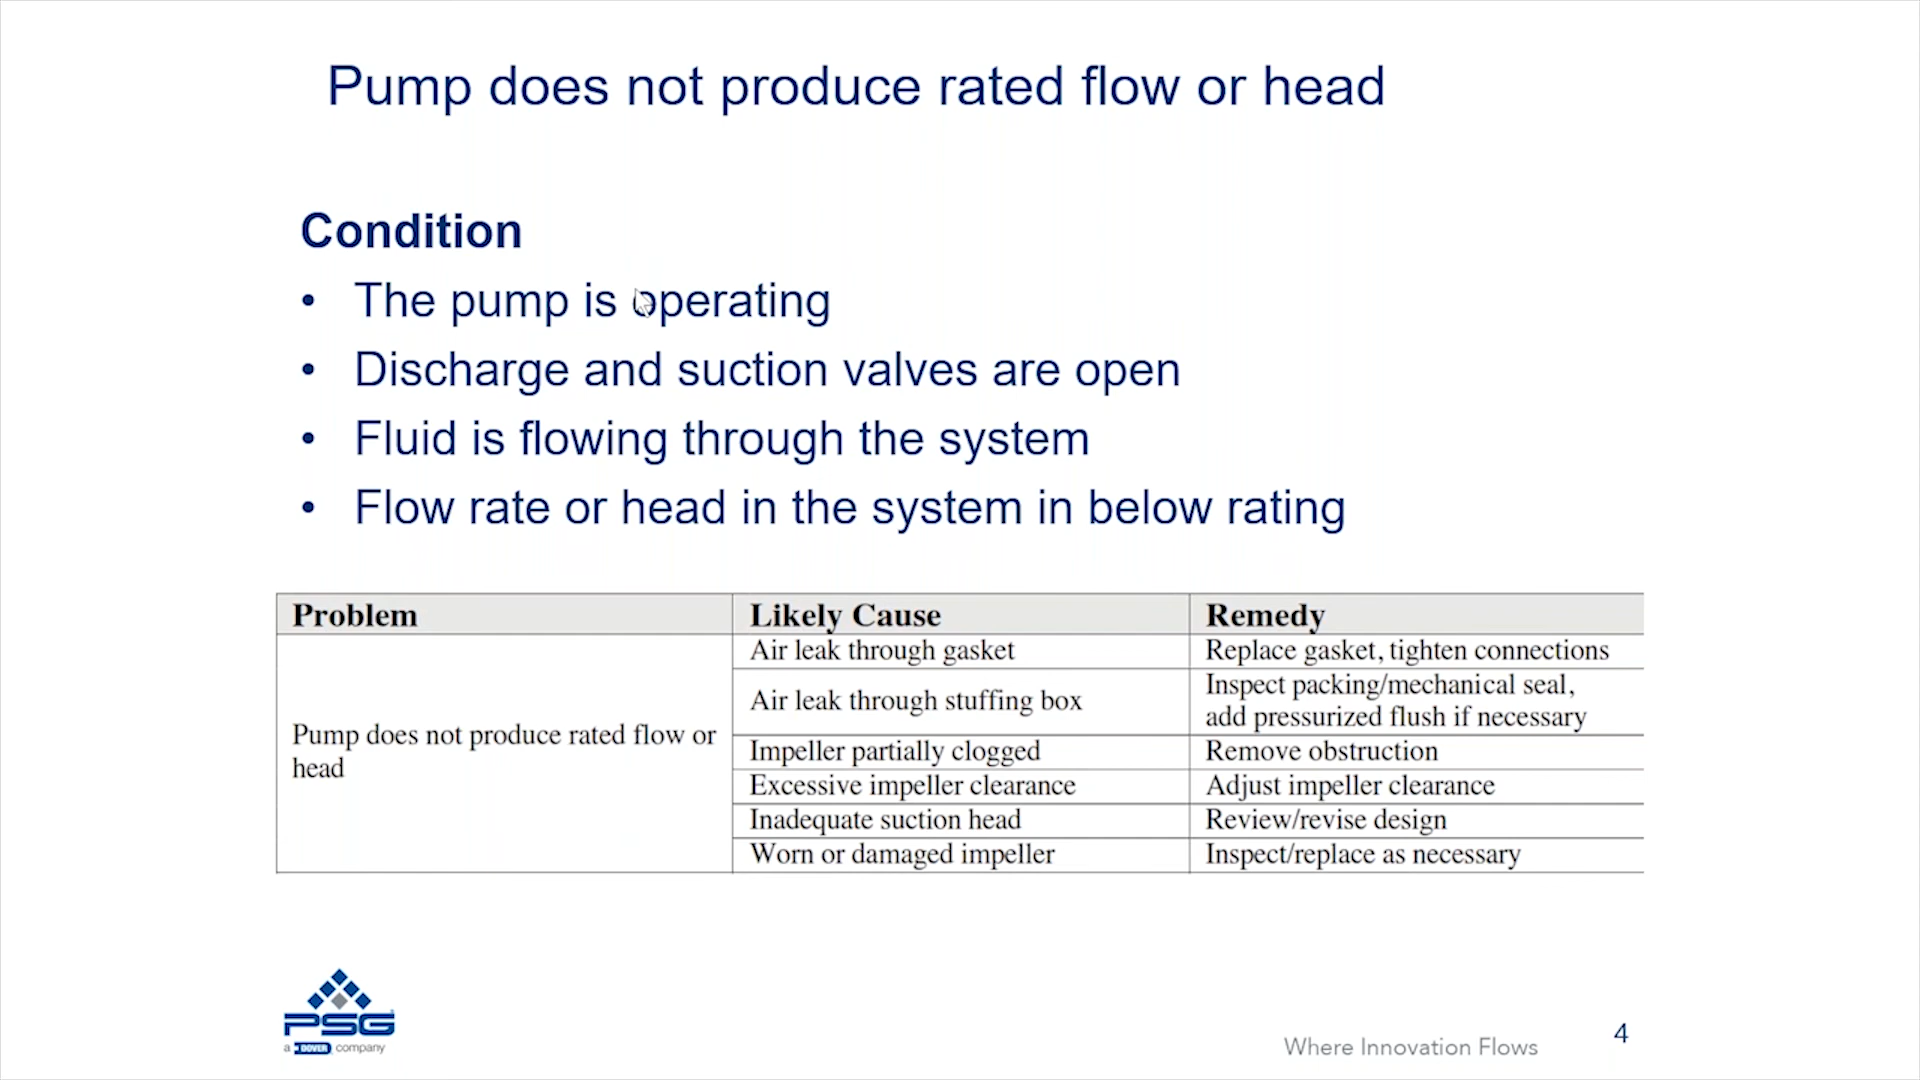 Pump does not produce rated flow or head
Condition
• The pump is operating
• Discharge and suction valves are open
• Fluid is flowing through the system
• Flow rate or head in the system in below rating
Problem Likely Cause Remedy
Pump does not produce rated flow or
head
Air leak through gasket Replace gasket, tighten connections
Air leak through stuffing box Inspect packing/mechanical seal,
add pressurized flush if necessary
Impeller partially clogged Remove obstruction
Excessive impeller clearance Adjust impeller clearance
Inadequate suction head Review/revise design
Worn or damaged impeller Inspect/replace as necessary
PSG
a DOVER company
Where Innovation Flows
4